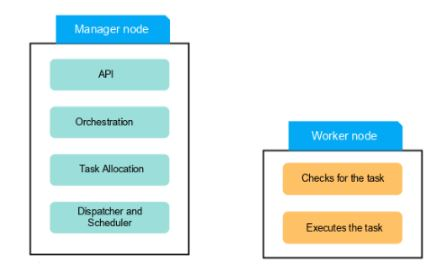 Manager node
API
Orchestration
Task Allocation
Dispatcher and
Scheduler
Worker node
Checks for the task
Executes the task